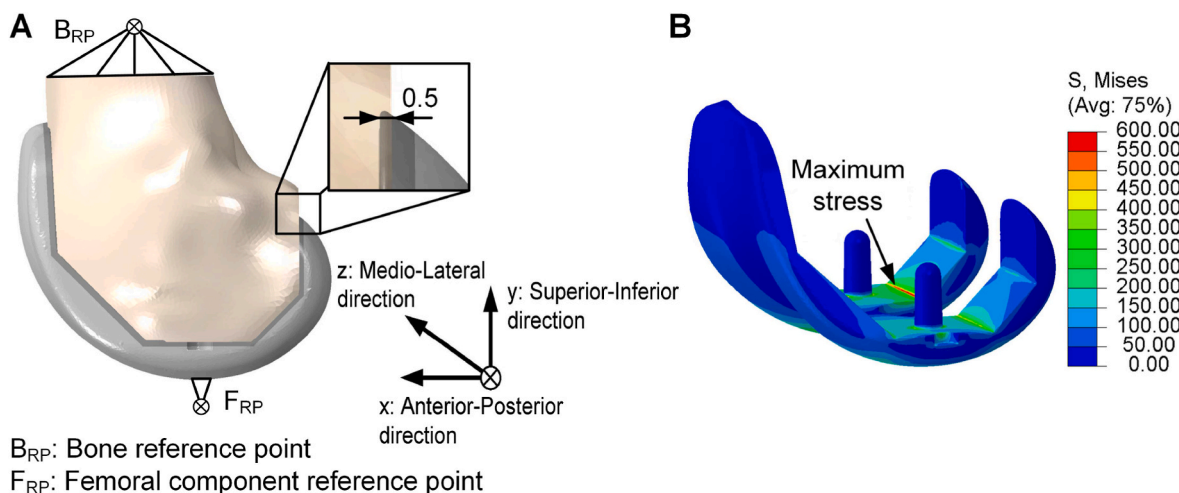 A
B_RP
0.5
z: Medio-Lateral
direction
y: Superior-Inferior
direction
x: Anterior-Posterior
direction
F_RP
B_RP: Bone reference point
F_RP: Femoral component reference point
B
Maximum
stress
S, Mises
(Avg: 75%)
600.00
550.00
500.00
450.00
400.00
350.00
300.00
250.00
200.00
150.00
100.00
50.00
0.00